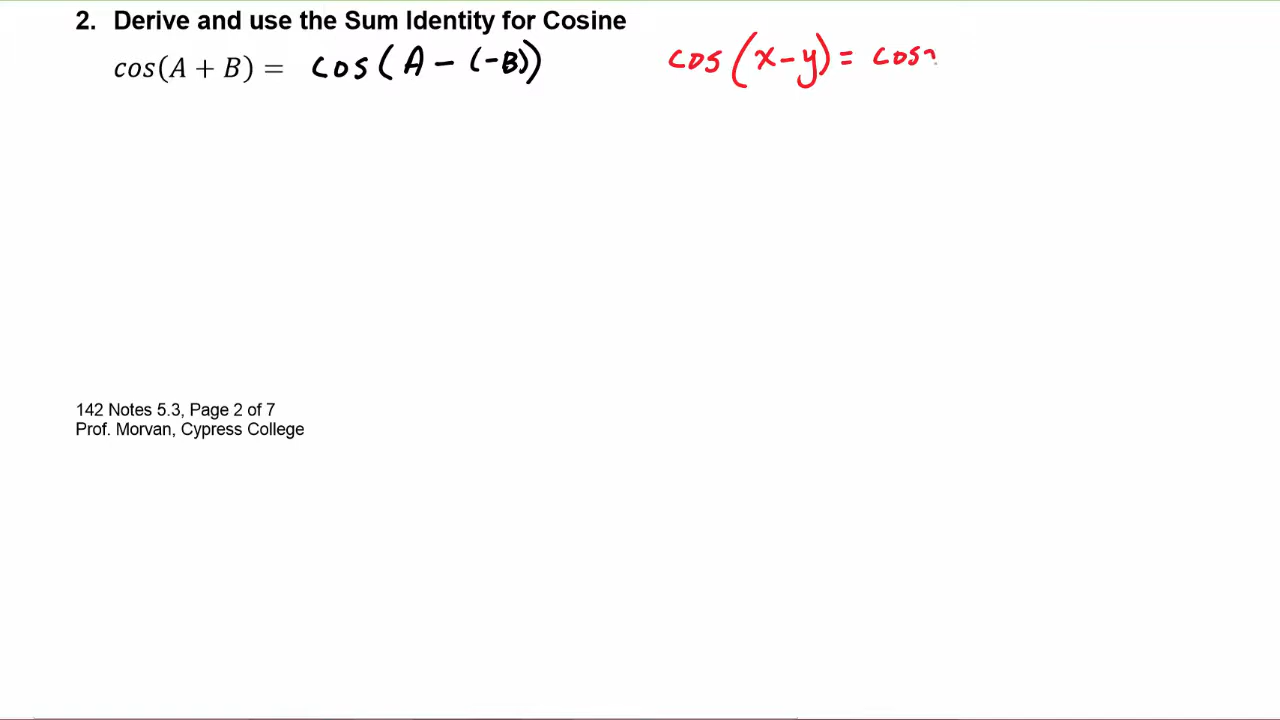 2. Derive and use the Sum Identity for Cosine
cos(A + B) = cos(A - (-B)) cos(x-y) = cos
142 Notes 5.3, Page 2 of 7
Prof. Morvan, Cypress College